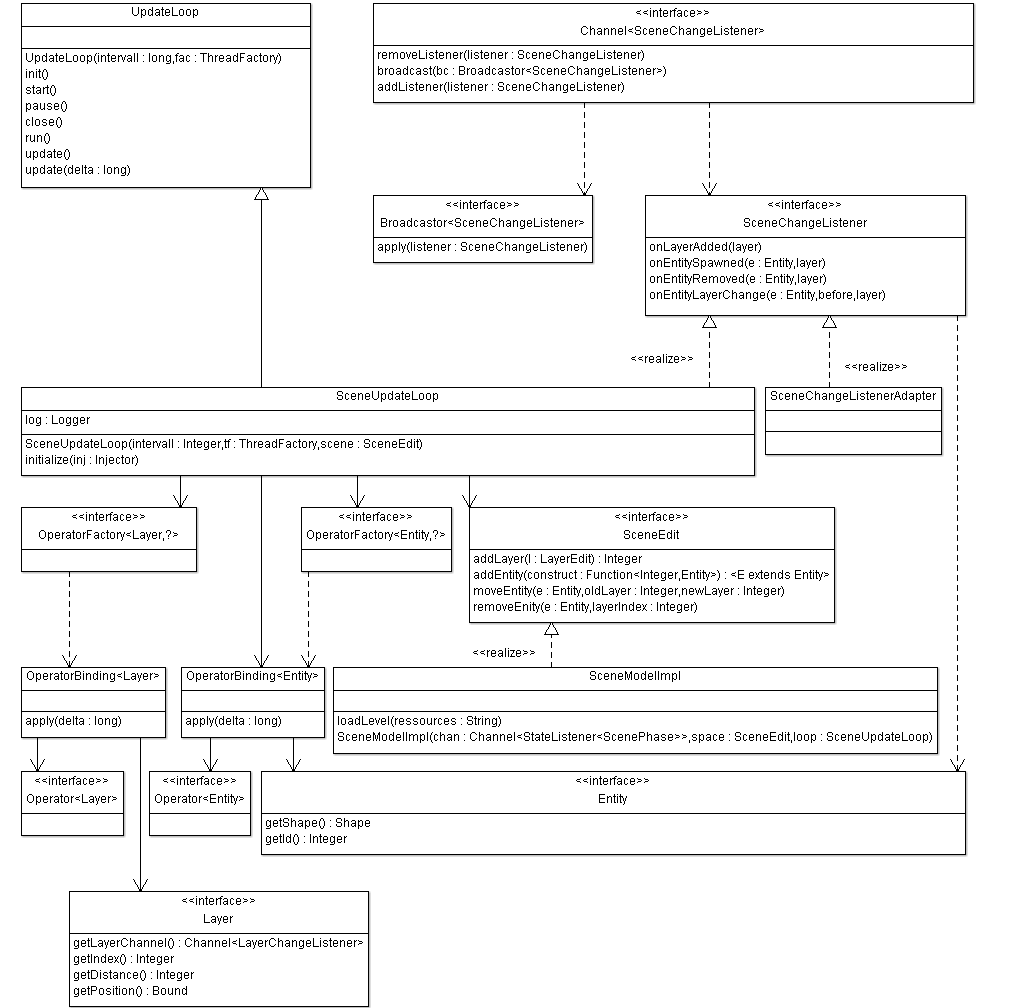 UpdateLoop
UpdateLoop(intervall : long,fac : ThreadFactory)
init()
start()
pause()
close()
run()
update()
update(delta : long)
<<interface>>
Channel<SceneChangeListener>
removeListener(listener : SceneChangeListener)
broadcast(bc : Broadcastor<SceneChangeListener>)
addListener(listener : SceneChangeListener)
<<interface>>
Broadcastor<SceneChangeListener>
apply(listener : SceneChangeListener)
<<interface>>
SceneChangeListener
onLayerAdded(layer)
onEntitySpawned(e : Entity,layer)
onEntityRemoved(e : Entity,layer)
onEntityLayerChange(e : Entity,before,layer)
<<realize>>
<<realize>>
SceneUpdateLoop
log : Logger
SceneUpdateLoop(intervall : Integer,tf : ThreadFactory,scene : SceneEdit)
initialize(inj : Injector)
SceneChangeListenerAdapter
<<interface>>
OperatorFactory<Layer,?>
<<interface>>
OperatorFactory<Entity,?>
<<interface>>
SceneEdit
addLayer(l : LayerEdit) : Integer
addEntity(construct : Function<Integer,Entity>) : <E extends Entity>
moveEntity(e : Entity,oldLayer : Integer,newLayer : Integer)
removeEnity(e : Entity,layerIndex : Integer)
<<realize>>
OperatorBinding<Layer>
apply(delta : long)
OperatorBinding<Entity>
apply(delta : long)
SceneModelImpl
loadLevel(ressources : String)
SceneModelImpl(chan : Channel<StateListener<ScenePhase>>,space : SceneEdit,loop : SceneUpdateLoop)
<<interface>>
Operator<Layer>
<<interface>>
Operator<Entity>
<<interface>>
Entity
getShape() : Shape
getId() : Integer
<<interface>>
Layer
getLayerChannel() : Channel<LayerChangeListener>
getIndex() : Integer
getDistance() : Integer
getPosition() : Bound